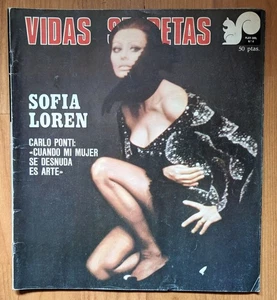 VIDAS SECRETAS
50 ptas.
SOFIA
LOREN
CARLO PONTI:
«CUANDO MI MUJER
SE DESNUDA
ES ARTE»